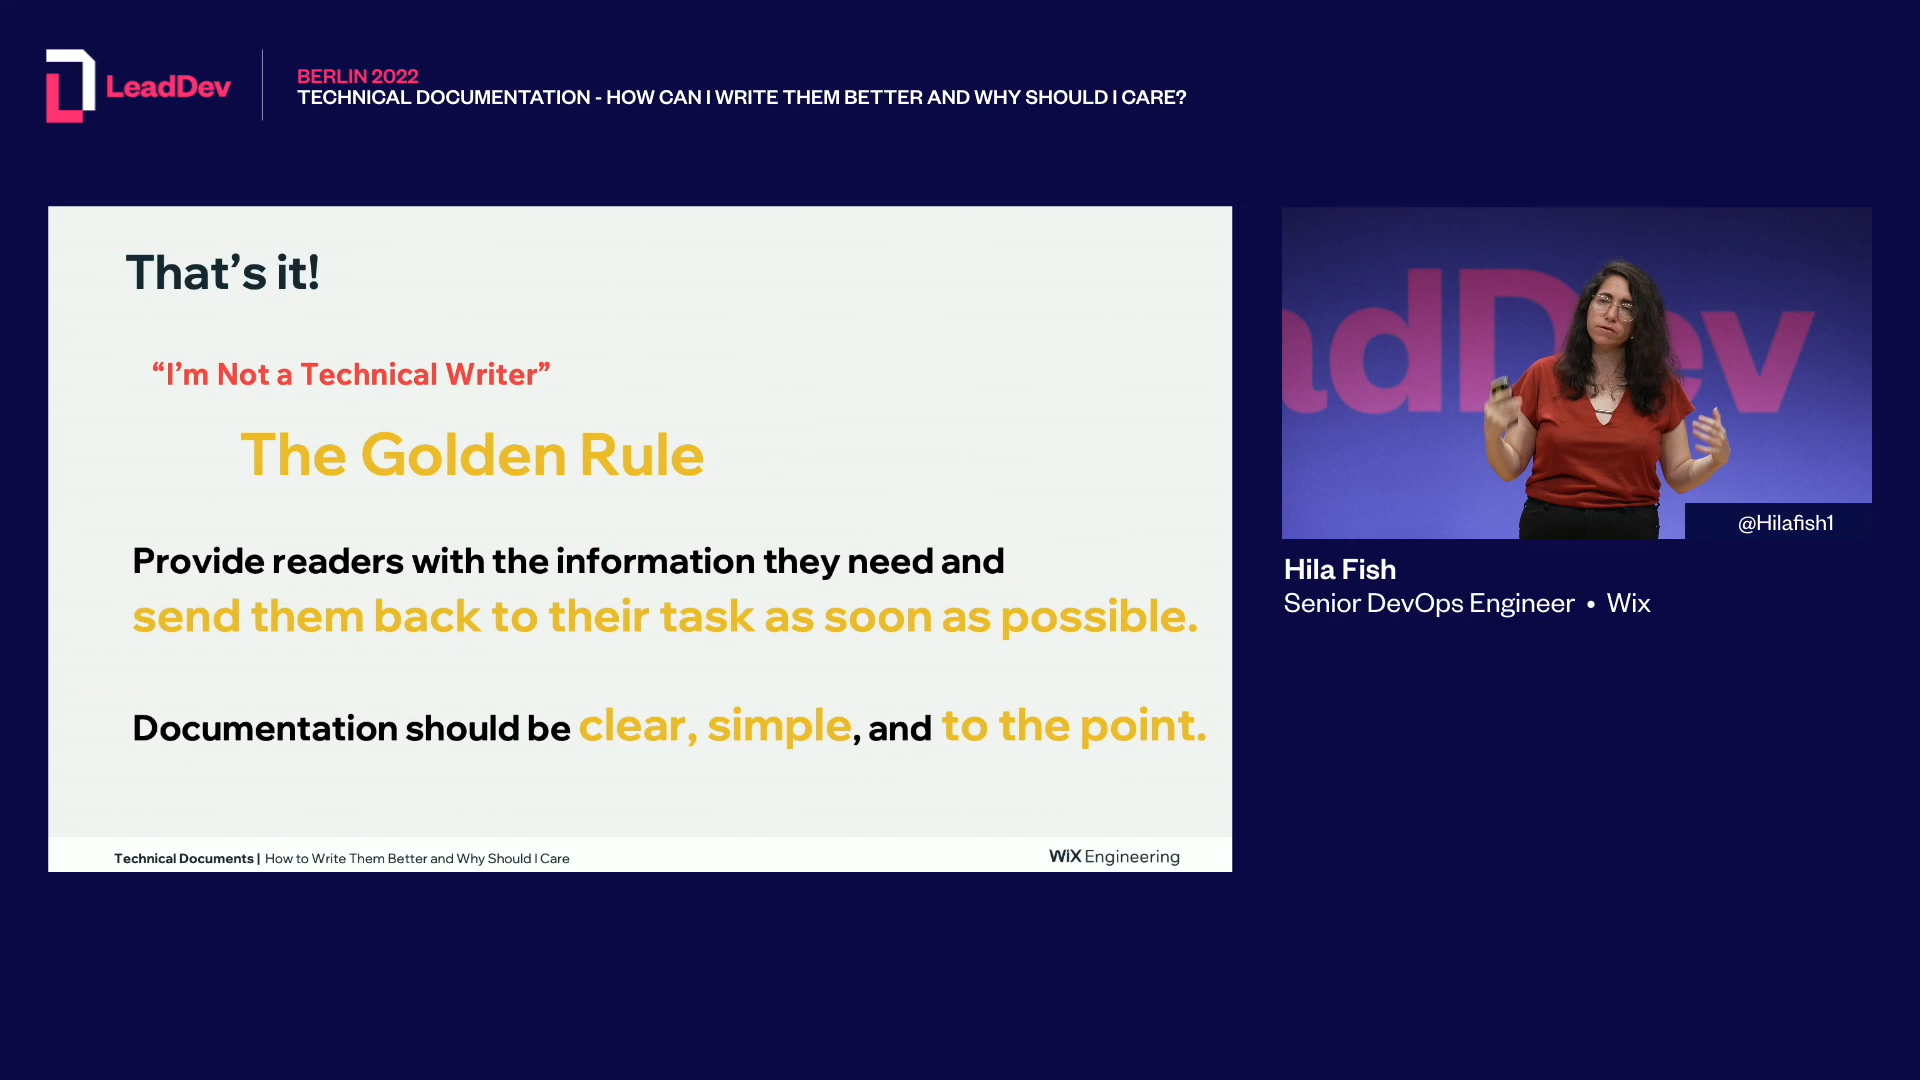 LeadDev
BERLIN 2022
TECHNICAL DOCUMENTATION - HOW CAN I WRITE THEM BETTER AND WHY SHOULD I CARE?
That’s it!
“I’m Not a Technical Writer”
The Golden Rule
Provide readers with the information they need and
send them back to their task as soon as possible.
Documentation should be clear, simple, and to the point.
Technical Documents | How to Write Them Better and Why Should I Care
WiX Engineering
adDev
@Hilafish1
Hila Fish
Senior DevOps Engineer • Wix